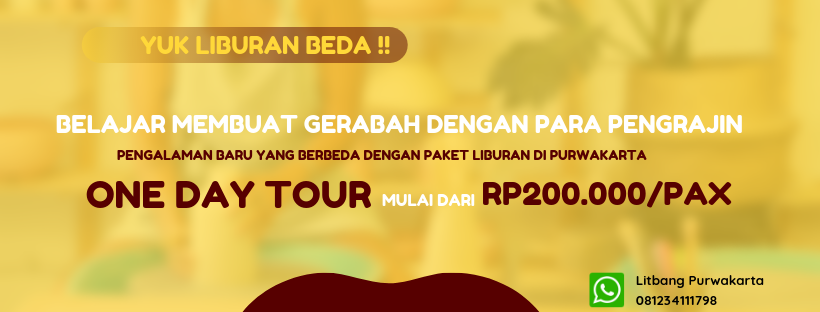 YUK LIBURAN BEDA !!
BELAJAR MEMBUAT GERABAH DENGAN PARA PENGRAJIN
PENGALAMAN BARU YANG BERBEDA DENGAN PAKET LIBURAN DI PURWAKARTA
ONE DAY TOUR MULAI DARI RP200.000/PAX
Litbang Purwakarta
081234111798